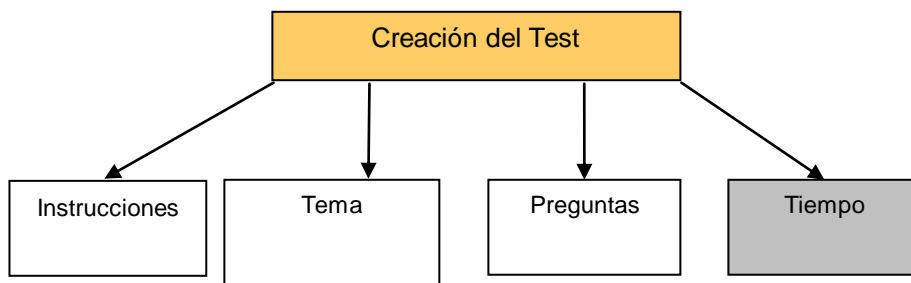 Creación del Test
Instrucciones
Tema
Preguntas
Tiempo